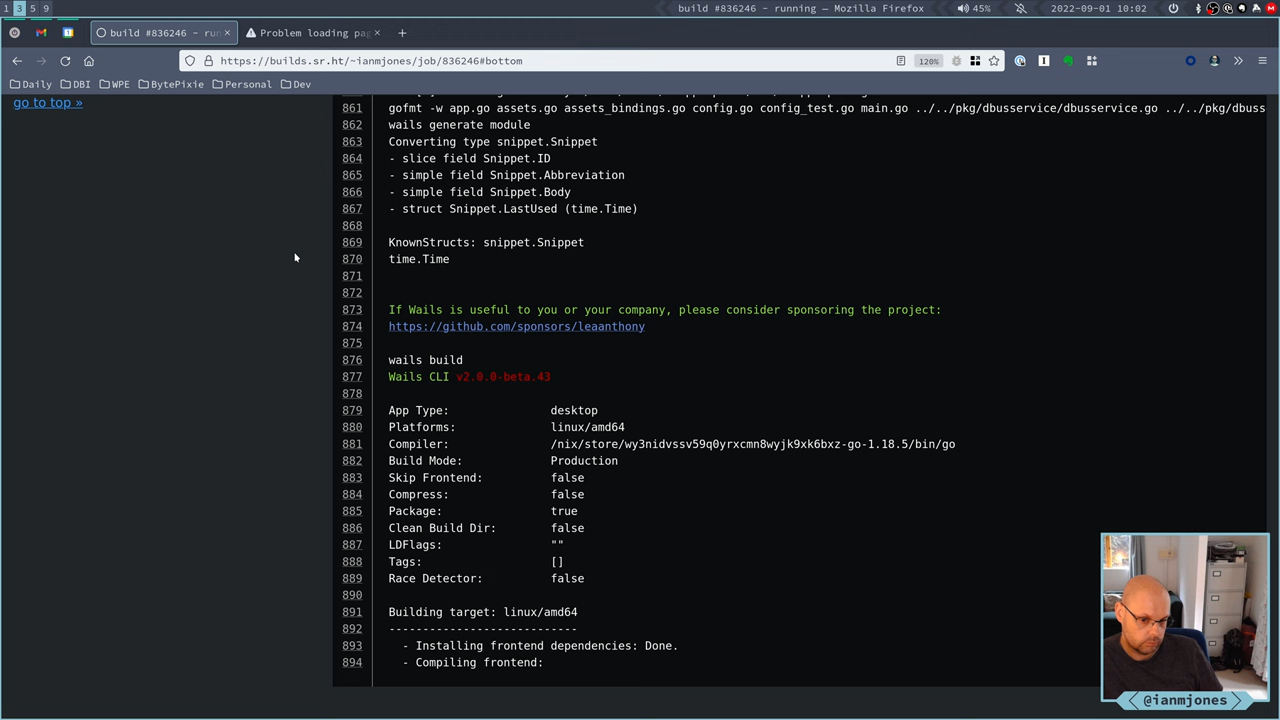 1 3 5 9
build #836246 - running — Mozilla Firefox
45%
2022-09-01 10:02
build #836246 - run ×
Problem loading pag ×
https://builds.sr.ht/~ianmjones/job/836246#bottom
120%
Daily
DBI
WPE
BytePixie
Personal
Dev
go to top »
861 gofmt -w app.go assets.go assets_bindings.go config.go config_test.go main.go ../../pkg/dbusservice/dbusservice.go ../../pkg/dbuss
862 wails generate module
863 Converting type snippet.Snippet
864 - slice field Snippet.ID
865 - simple field Snippet.Abbreviation
866 - simple field Snippet.Body
867 - struct Snippet.LastUsed (time.Time)
868
869 KnownStructs: snippet.Snippet
870 time.Time
871
872
873 If Wails is useful to you or your company, please consider sponsoring the project:
874 https://github.com/sponsors/leaanthony
875
876 wails build
877 Wails CLI v2.0.0-beta.43
878
879 App Type: desktop
880 Platforms: linux/amd64
881 Compiler: /nix/store/wy3nidvssv59q0yrxcmn8wyjk9xk6bxz-go-1.18.5/bin/go
882 Build Mode: Production
883 Skip Frontend: false
884 Compress: false
885 Package: true
886 Clean Build Dir: false
887 LDFlags: ""
888 Tags: []
889 Race Detector: false
890
891 Building target: linux/amd64
892 ----------------------------
893 - Installing frontend dependencies: Done.
894 - Compiling frontend:
@ianmjones